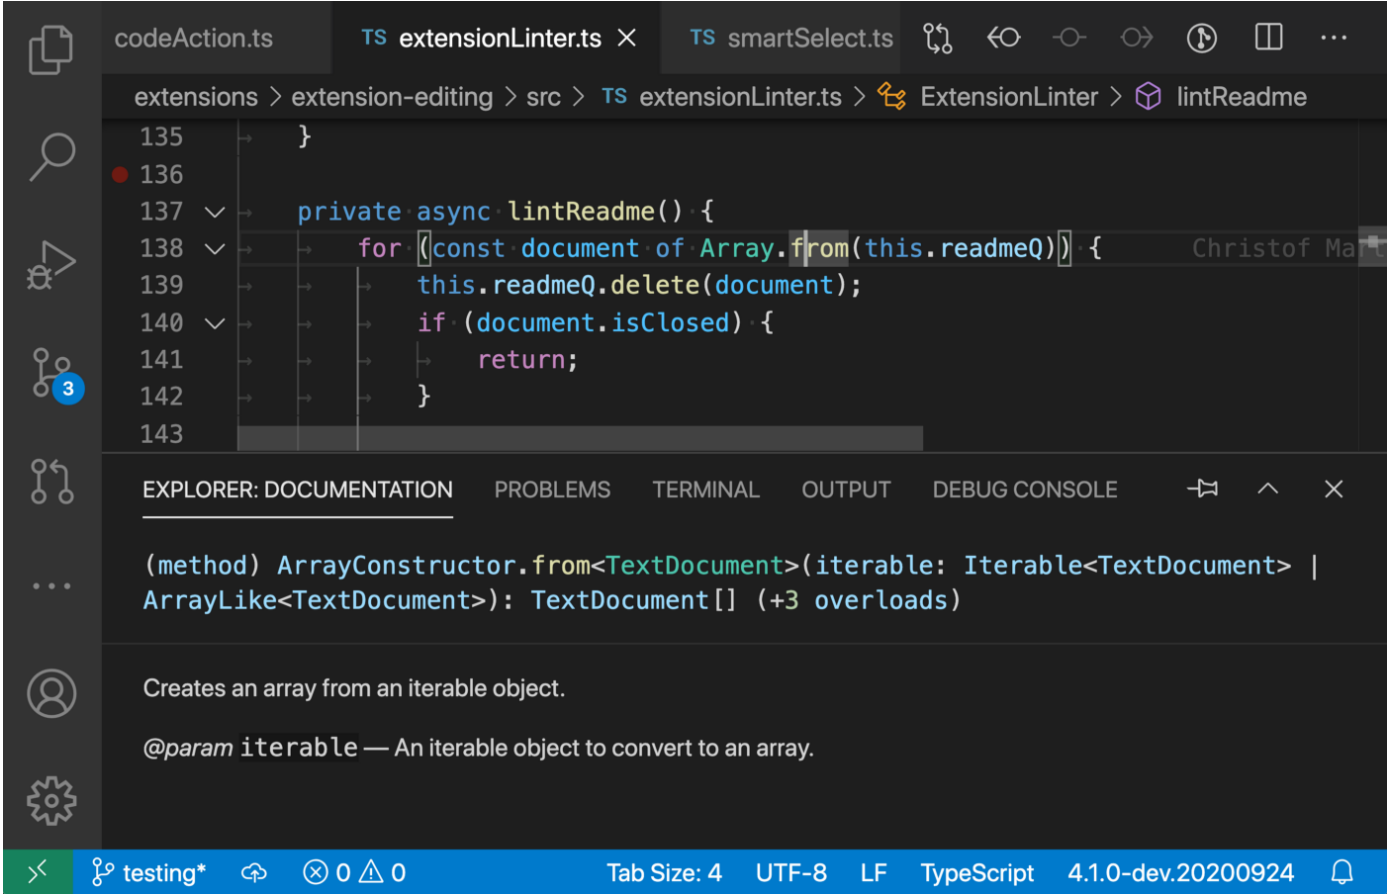 codeAction.ts TS extensionLinter.ts TS smartSelect.ts
extensions > extension-editing > src > TS extensionLinter.ts > ExtensionLinter > lintReadme
135 }
136
137 private async lintReadme() {
138 for (const document of Array.from(this.readmeQ)) { Christof
139 this.readmeQ.delete(document);
140 if (document.isClosed) {
141 return;
142 }
143
3
EXPLORER: DOCUMENTATION PROBLEMS TERMINAL OUTPUT DEBUG CONSOLE
(method) ArrayConstructor.from<TextDocument>(iterable: Iterable<TextDocument> |
ArrayLike<TextDocument>): TextDocument[] (+3 overloads)
Creates an array from an iterable object.
@param iterable — An iterable object to convert to an array.
testing* 0 0 Tab Size: 4 UTF-8 LF TypeScript 4.1.0-dev.20200924